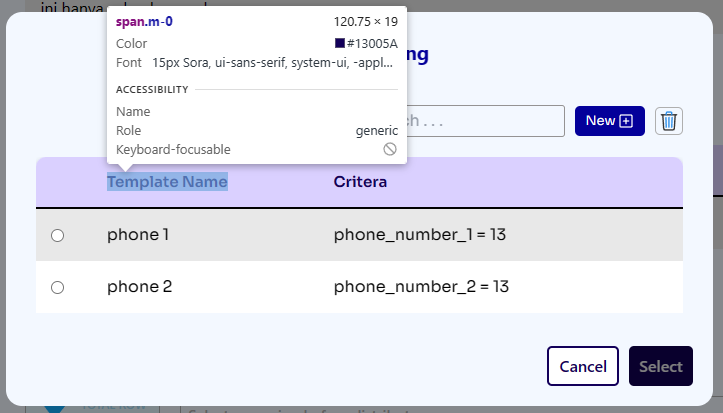 ini hanya
span.m-0 120.75 × 19
Color #13005A
Font 15px Sora, ui-sans-serif, system-ui, -appl...
ACCESSIBILITY
Name
Role generic
Keyboard-focusable
ng
ch . . .
New
Template Name Critera
phone 1 phone_number_1 = 13
phone 2 phone_number_2 = 13
Cancel Select